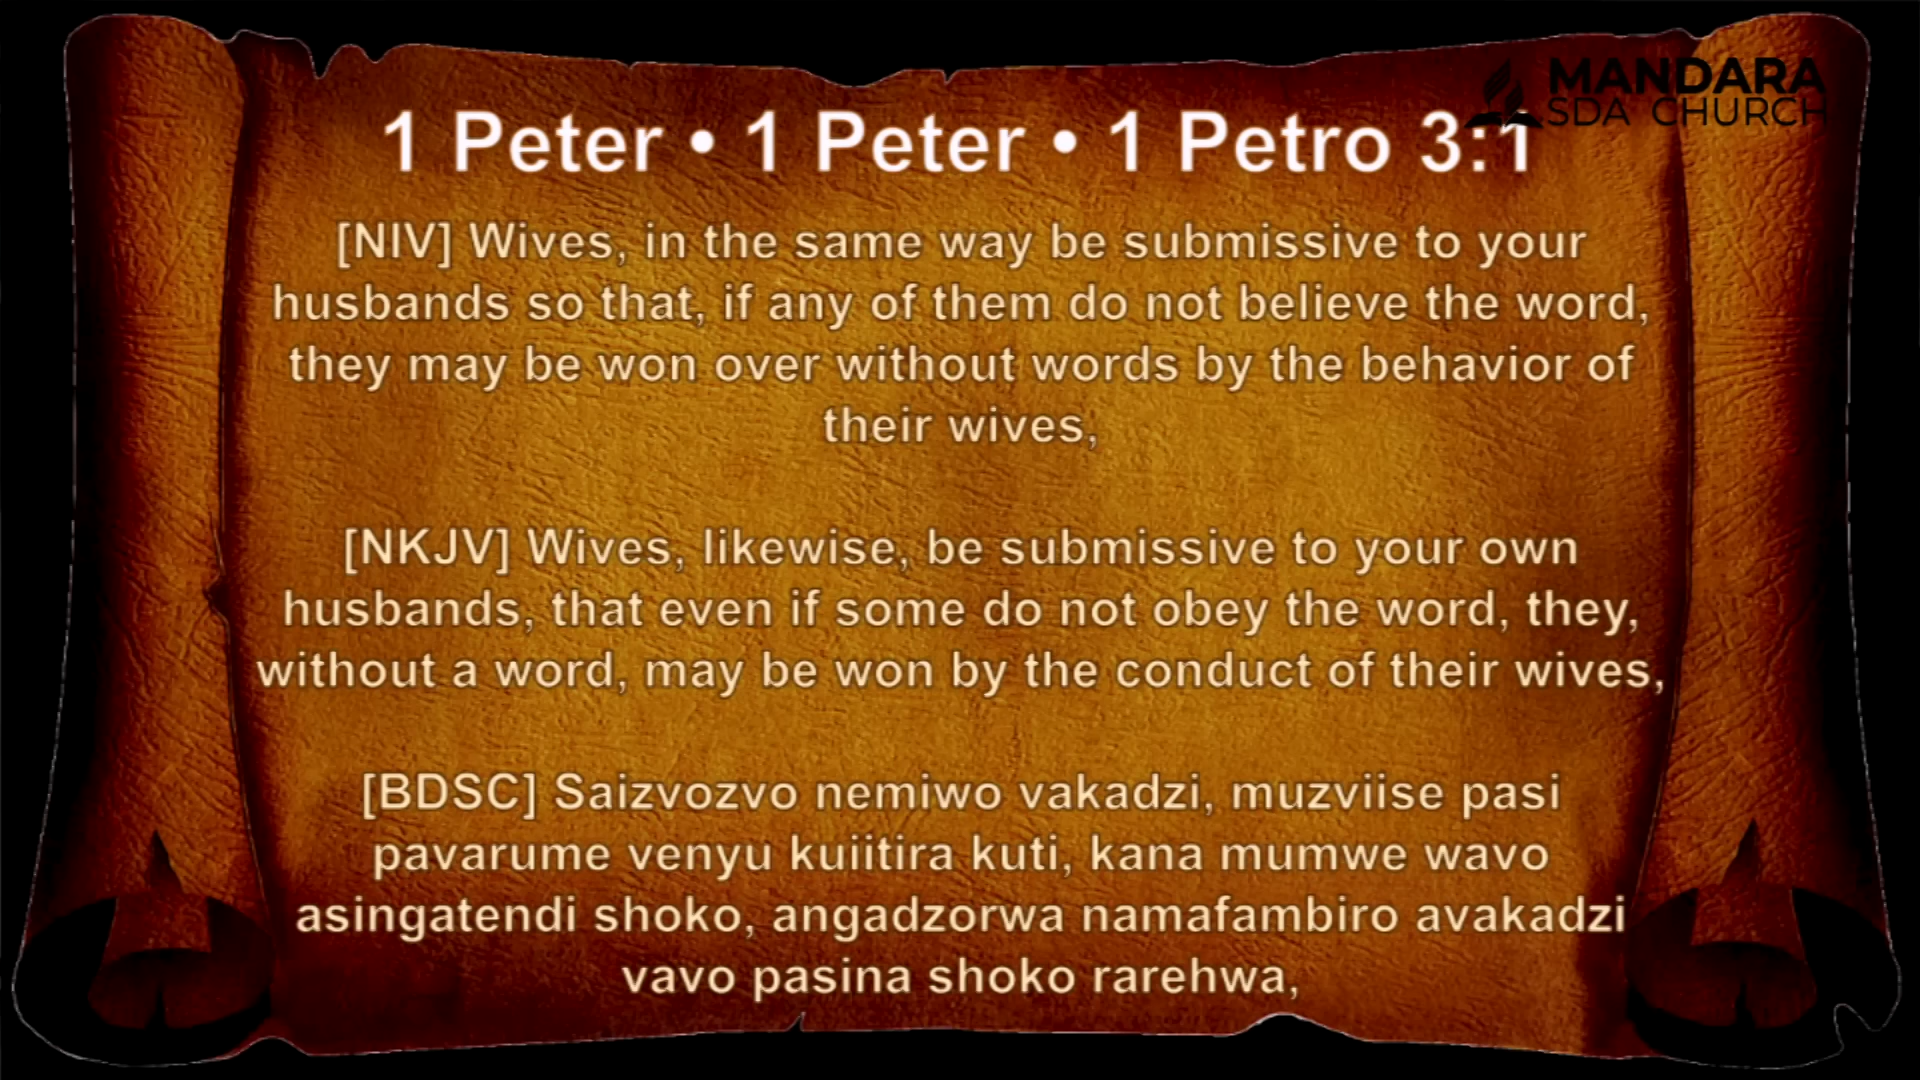 MANDARA
SDA CHURCH
1 Peter • 1 Peter • 1 Petro 3:1
[NIV] Wives, in the same way be submissive to your
husbands so that, if any of them do not believe the word,
they may be won over without words by the behavior of
their wives,
[NKJV] Wives, likewise, be submissive to your own
husbands, that even if some do not obey the word, they,
without a word, may be won by the conduct of their wives,
[BDSC] Saizvozvo nemiwo vakadzi, muzviise pasi
pavarume venyu kuiitira kuti, kana mumwe wavo
asingatendi shoko, angadzorwa namafambiro avakadzi
vavo pasina shoko rarehwa,